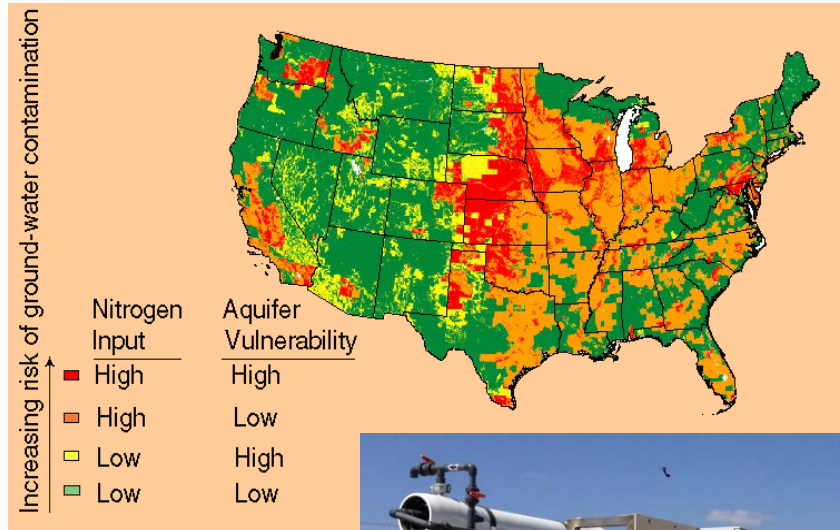 Increasing risk of ground-water contamination
Nitrogen Input
Aquifer Vulnerability
High High
High Low
Low High
Low Low